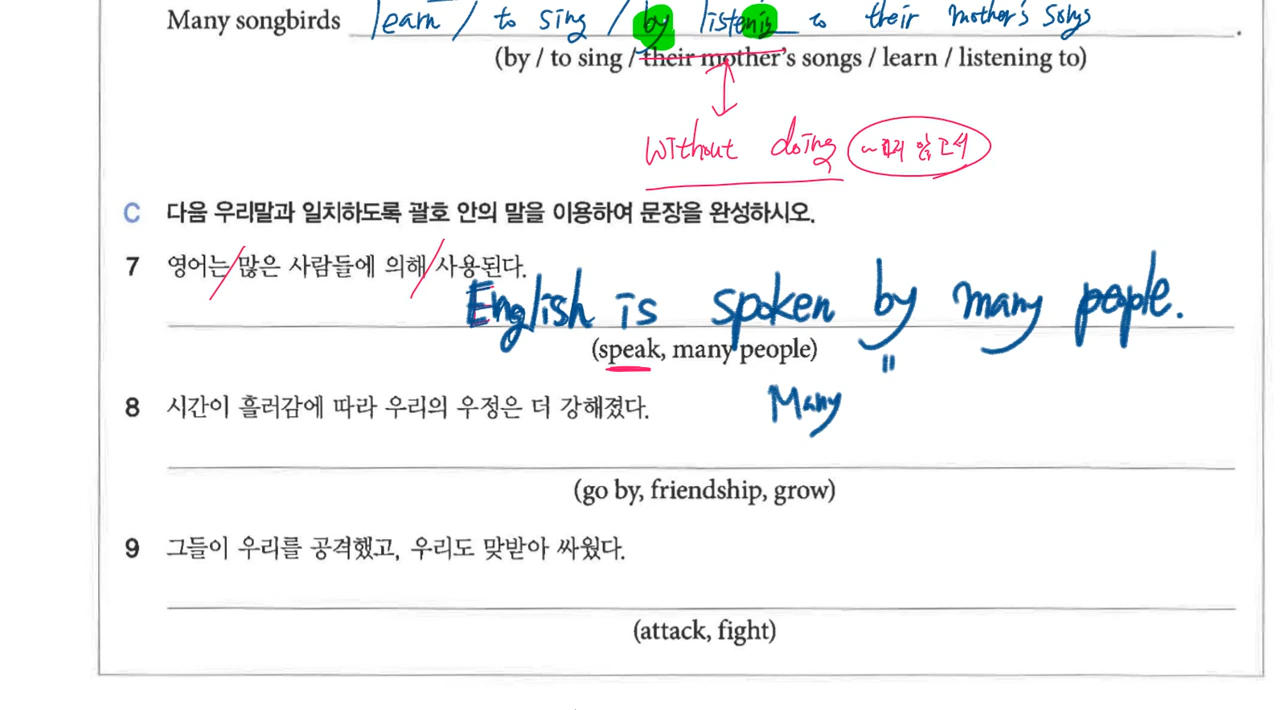 Many songbirds learn / to sing / by listening to their mother's songs.
(by / to sing / their mother's songs / learn / listening to)
without doing ~하지 않고서
C 다음 우리말과 일치하도록 괄호 안의 말을 이용하여 문장을 완성하시오.
7 영어는/많은 사람들에 의해/사용된다.
English is spoken by many people.
(speak, many people)
Many
8 시간이 흘러감에 따라 우리의 우정은 더 강해졌다.
(go by, friendship, grow)
9 그들이 우리를 공격했고, 우리도 맞받아 싸웠다.
(attack, fight)